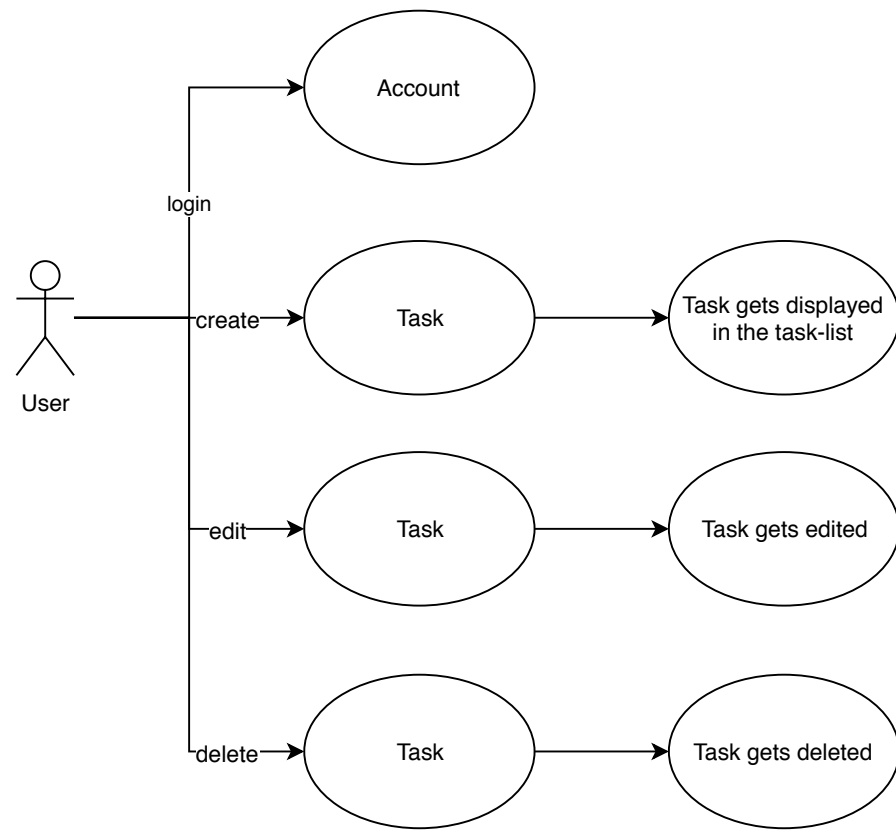 Account
login
create
Task
Task gets displayed
in the task-list
User
edit
Task
Task gets edited
delete
Task
Task gets deleted